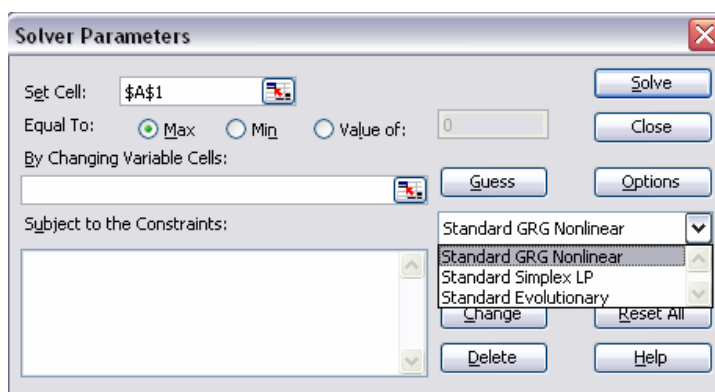 Solver Parameters
Set Cell: $A$1 Solve
Equal To: Max Min Value of: 0 Close
By Changing Variable Cells:
Guess Options
Subject to the Constraints: Standard GRG Nonlinear
Standard GRG Nonlinear
Standard Simplex LP
Standard Evolutionary
Change Reset All
Delete Help